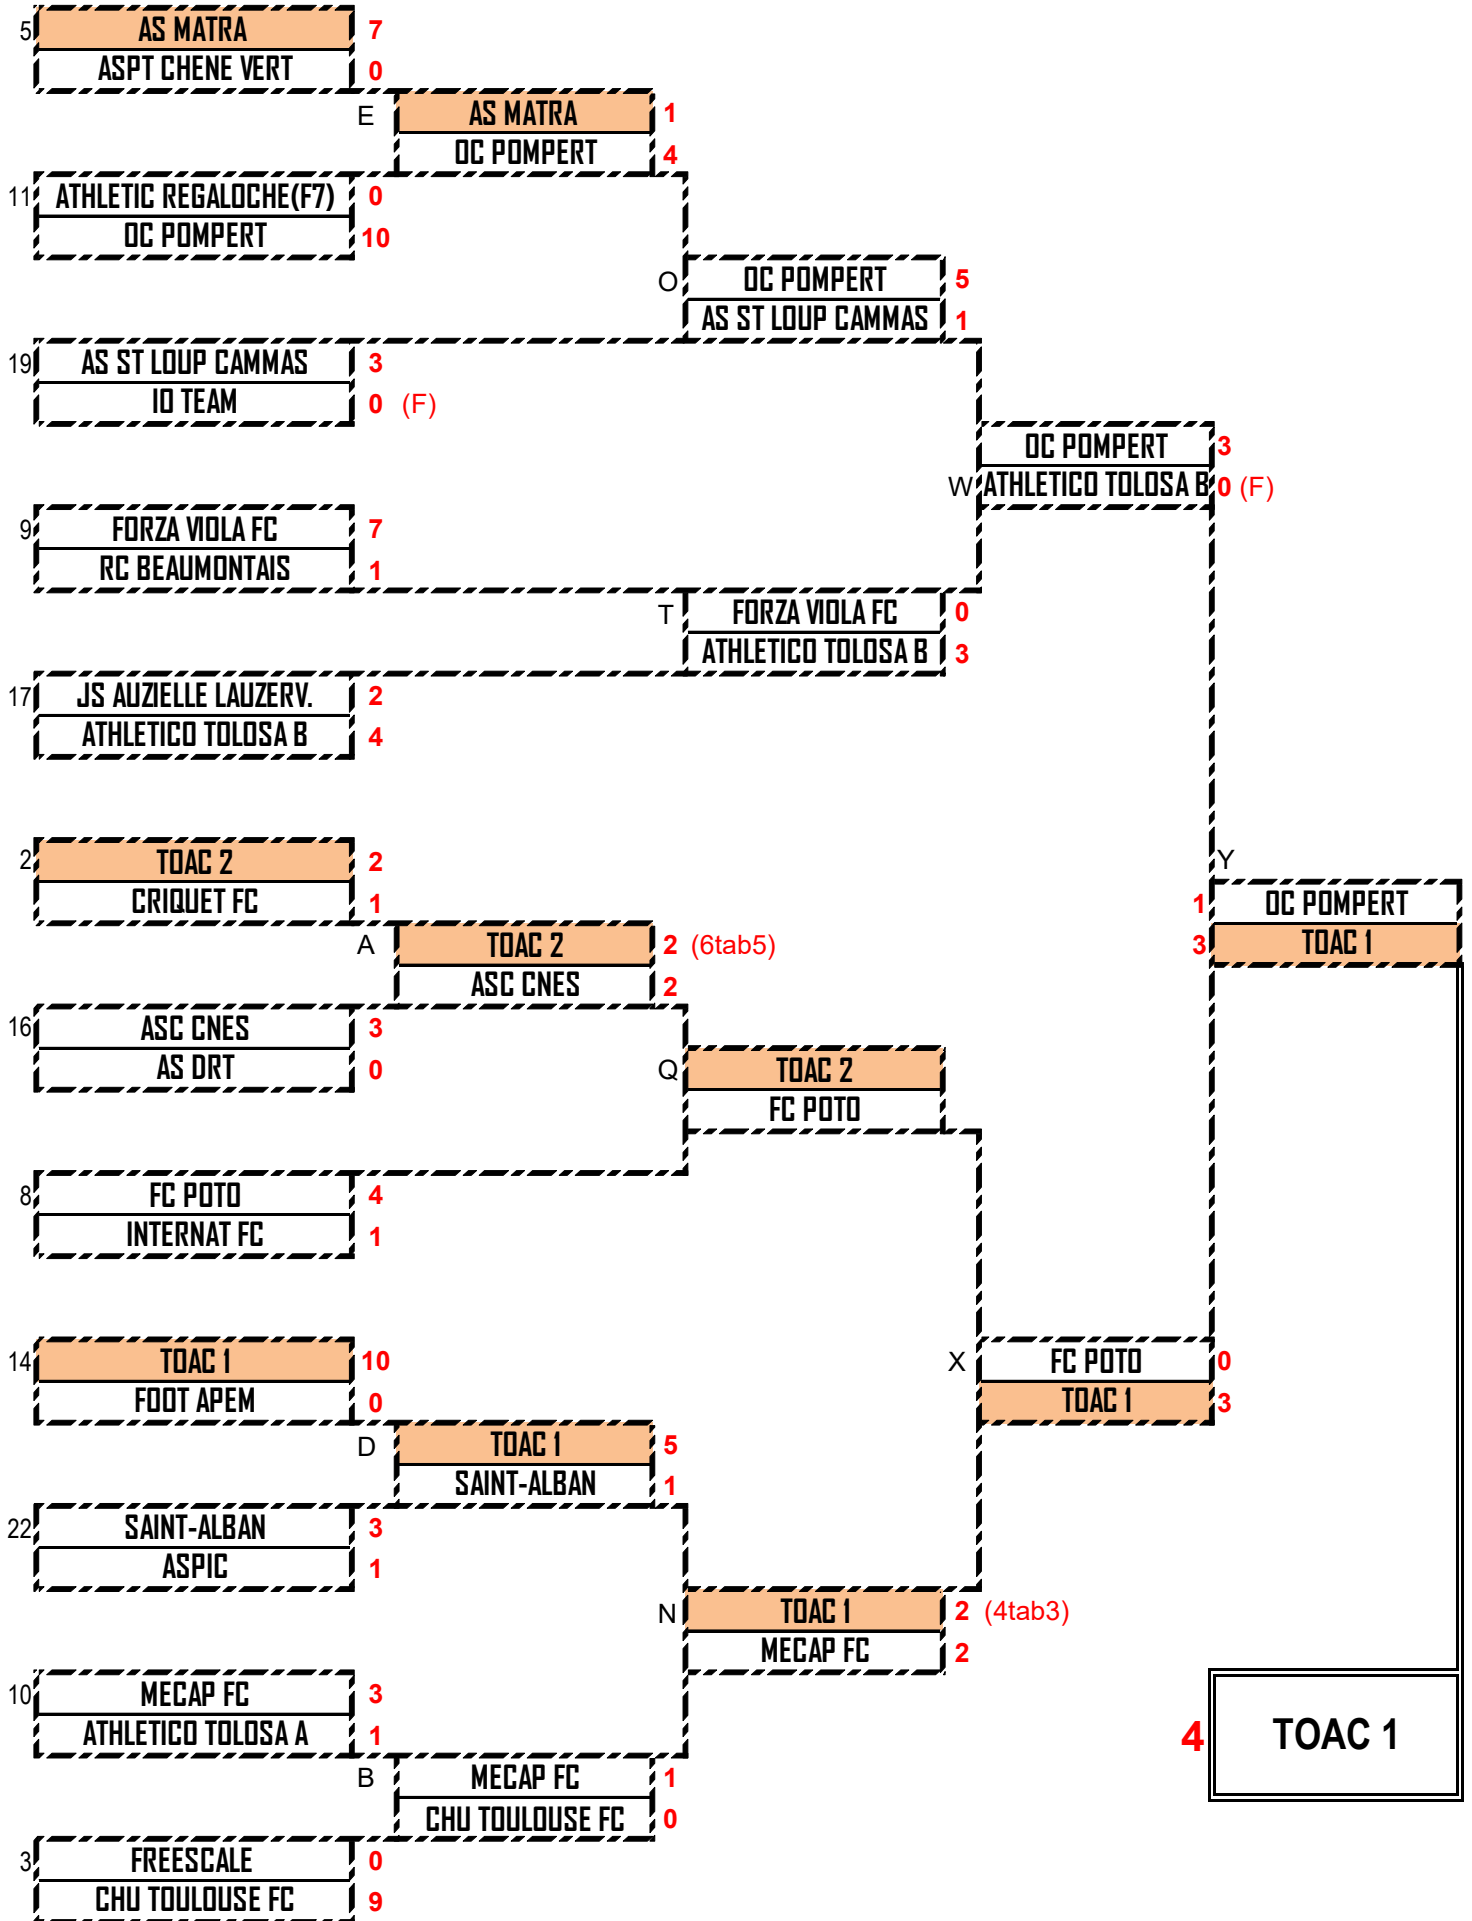 5 AS MATRA 7
ASPT CHENE VERT 0
E AS MATRA 1
OC POMPERT 4
11 ATHLETIC REGALOCHE(F7) 0
OC POMPERT 10
O OC POMPERT 5
AS ST LOUP CAMMAS 1
19 AS ST LOUP CAMMAS 3
IO TEAM 0 (F)
OC POMPERT 3
W ATHLETICO TOLOSA B 0 (F)
9 FORZA VIOLA FC 7
RC BEAUMONTAIS 1
T FORZA VIOLA FC 0
ATHLETICO TOLOSA B 3
17 JS AUZIELLE LAUZERV. 2
ATHLETICO TOLOSA B 4
2 TOAC 2 2
CRIQUET FC 1
Y
1 OC POMPERT
3 TOAC 1
A TOAC 2 2 (6tab5)
ASC CNES 2
16 ASC CNES 3
AS DRT 0
Q TOAC 2
FC POTO
8 FC POTO 4
INTERNAT FC 1
14 TOAC 1 10
FOOT APEM 0
X FC POTO 0
TOAC 1 3
D TOAC 1 5
SAINT-ALBAN 1
22 SAINT-ALBAN 3
ASPIC 1
N TOAC 1 2 (4tab3)
MECAP FC 2
10 MECAP FC 3
ATHLETICO TOLOSA A 1
4 TOAC 1
B MECAP FC 1
CHU TOULOUSE FC 0
3 FREESCALE 0
CHU TOULOUSE FC 9